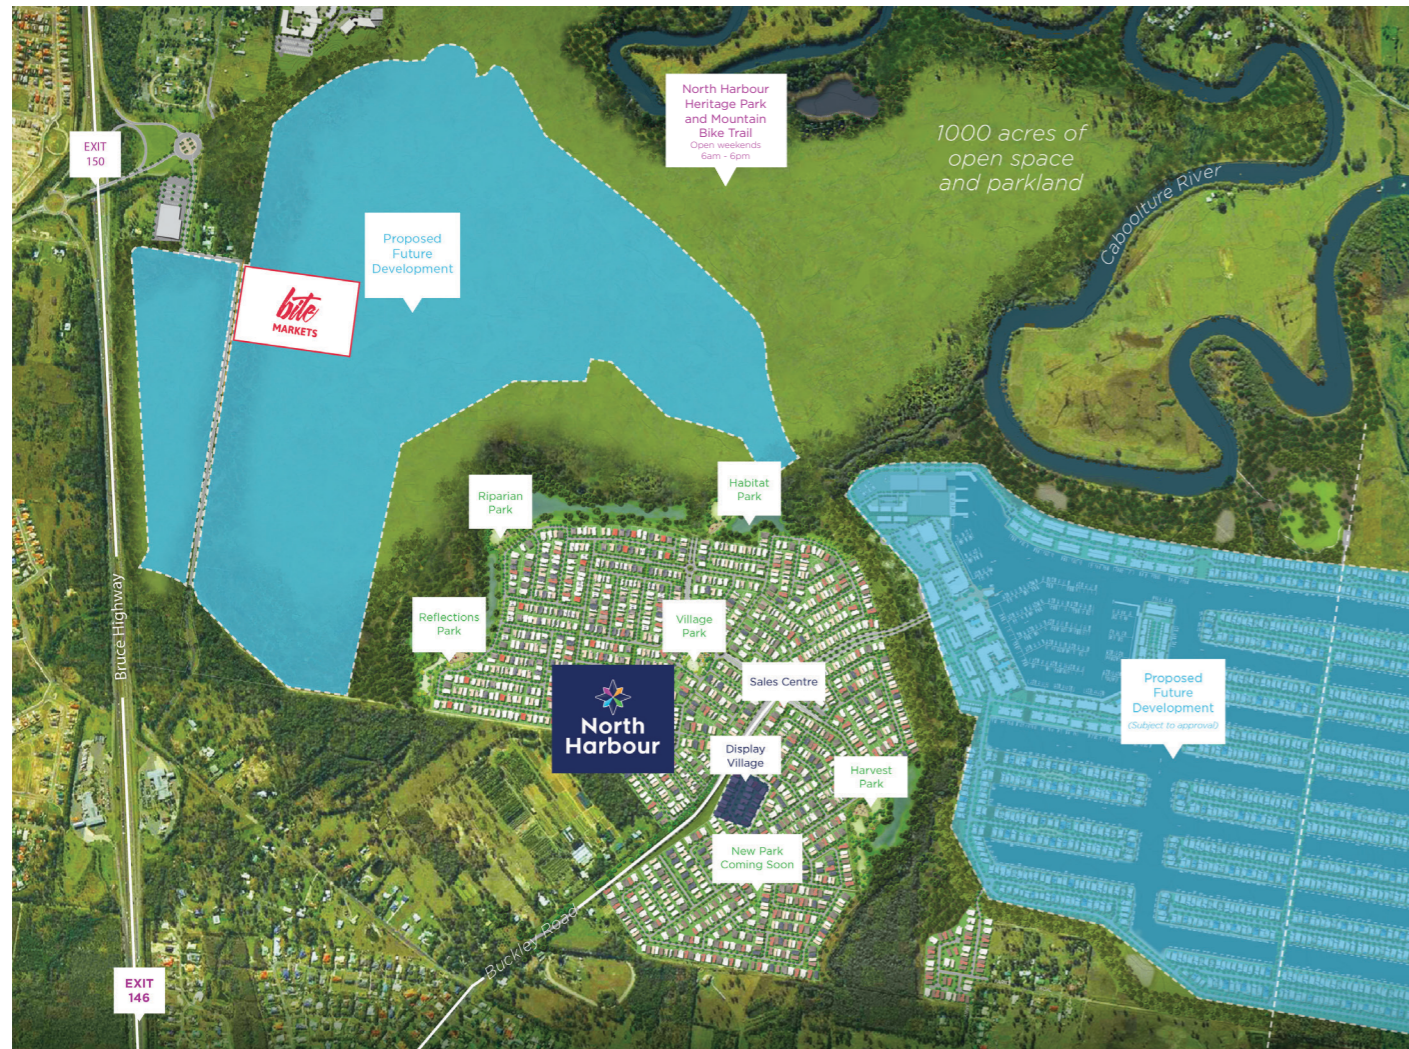 North Harbour
Heritage Park
and Mountain
Bike Trail
Open weekends
6am - 6pm
1000 acres of
open space
and parkland
EXIT
150
Caboolture River
Proposed
Future
Development
bite
MARKETS
Habitat
Park
Riparian
Park
Bruce Highway
Reflections
Park
Village
Park
Sales Centre
Proposed
Future
Development
(Subject to approval)
North
Harbour
Display
Village
Harvest
Park
New Park
Coming Soon
Buckley Road
EXIT
146